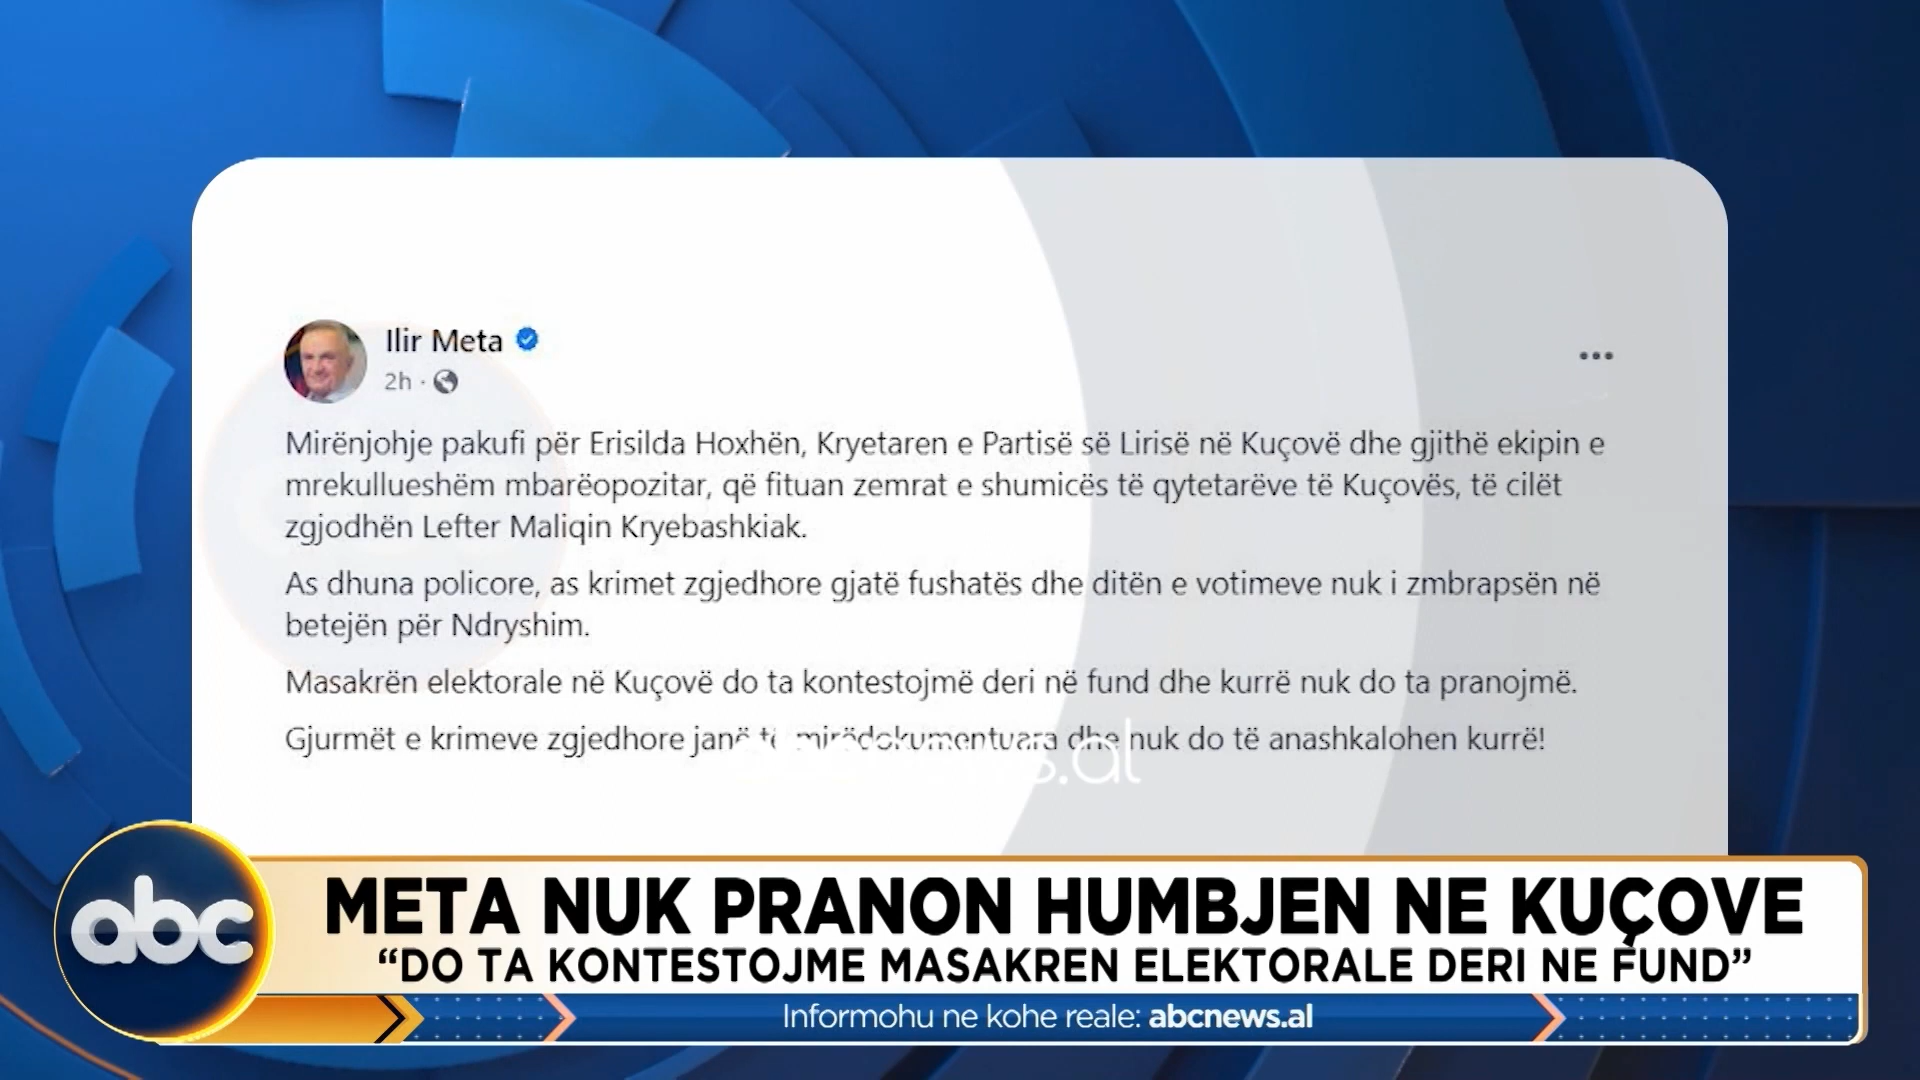 Ilir Meta
2h ·
Mirënjohje pakufi për Erisilda Hoxhën, Kryetaren e Partisë së Lirisë në Kuçovë dhe gjithë ekipin e
mrekullueshëm mbarëopozitar, që fituan zemrat e shumicës të qytetarëve të Kuçovës, të cilët
zgjodhën Lefter Maliqin Kryebashkiak.
As dhuna policore, as krimet zgjedhore gjatë fushatës dhe ditën e votimeve nuk i zmbrapsën në
betejën për Ndryshim.
Masakrën elektorale në Kuçovë do ta kontestojmë deri në fund dhe kurrë nuk do ta pranojmë.
Gjurmët e krimeve zgjedhore janë të mirëdokumentuara dhe nuk do të anashkalohen kurrë!
abc
META NUK PRANON HUMBJEN NE KUÇOVE
“DO TA KONTESTOJME MASAKREN ELEKTORALE DERI NE FUND”
Informohu ne kohe reale: abcnews.al